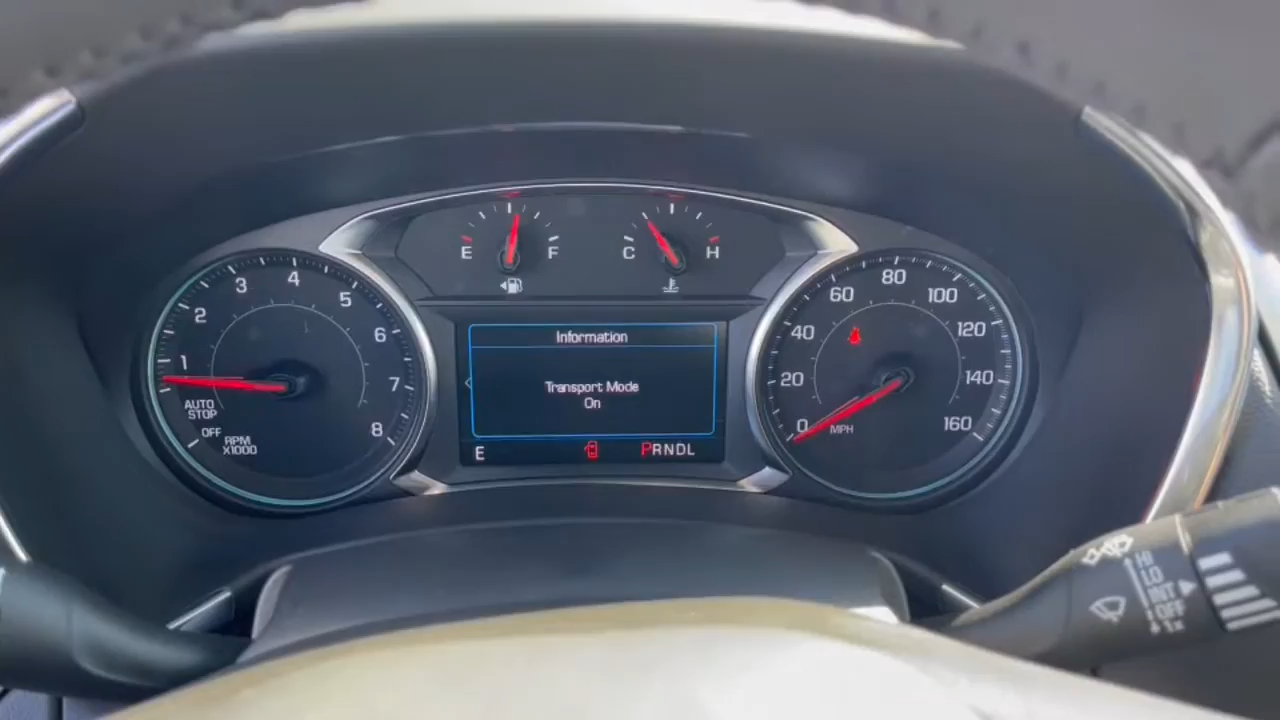 E F
C H
1 2 3 4 5 6 7 8
AUTO
STOP
OFF
RPM
X1000
Information
Transport Mode
On
E
PRNDL
0 20 40 60 80 100 120 140 160
MPH
HI
LO
INT
OFF
1x